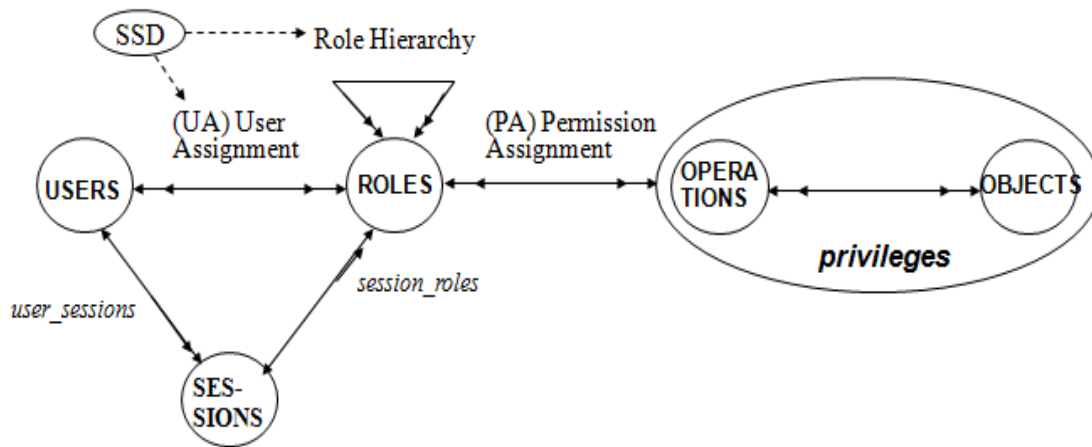 SSD
Role Hierarchy
(UA) User
Assignment
(PA) Permission
Assignment
USERS
ROLES
OPERA
TIONS
OBJECTS
privileges
user_sessions
session_roles
SES-
SIONS